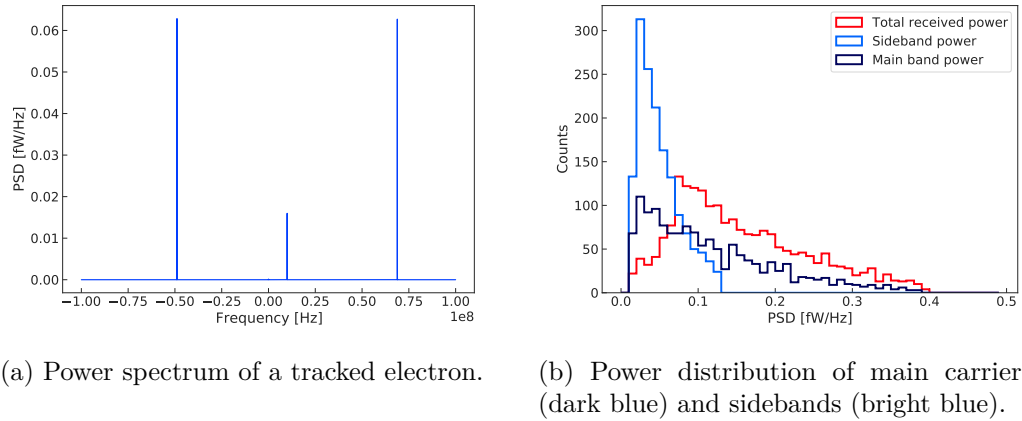 0.06
0.05
0.04
0.03
0.02
0.01
0.00
PSD [fW/Hz]
−1.00 −0.75 −0.50 −0.25 0.00 0.25 0.50 0.75 1.00
Frequency [Hz]
1e8
300
250
200
150
100
50
0
Counts
Total received power
Sideband power
Main band power
0.0 0.1 0.2 0.3 0.4 0.5
PSD [fW/Hz]
(a) Power spectrum of a tracked electron.
(b) Power distribution of main carrier
(dark blue) and sidebands (bright blue).